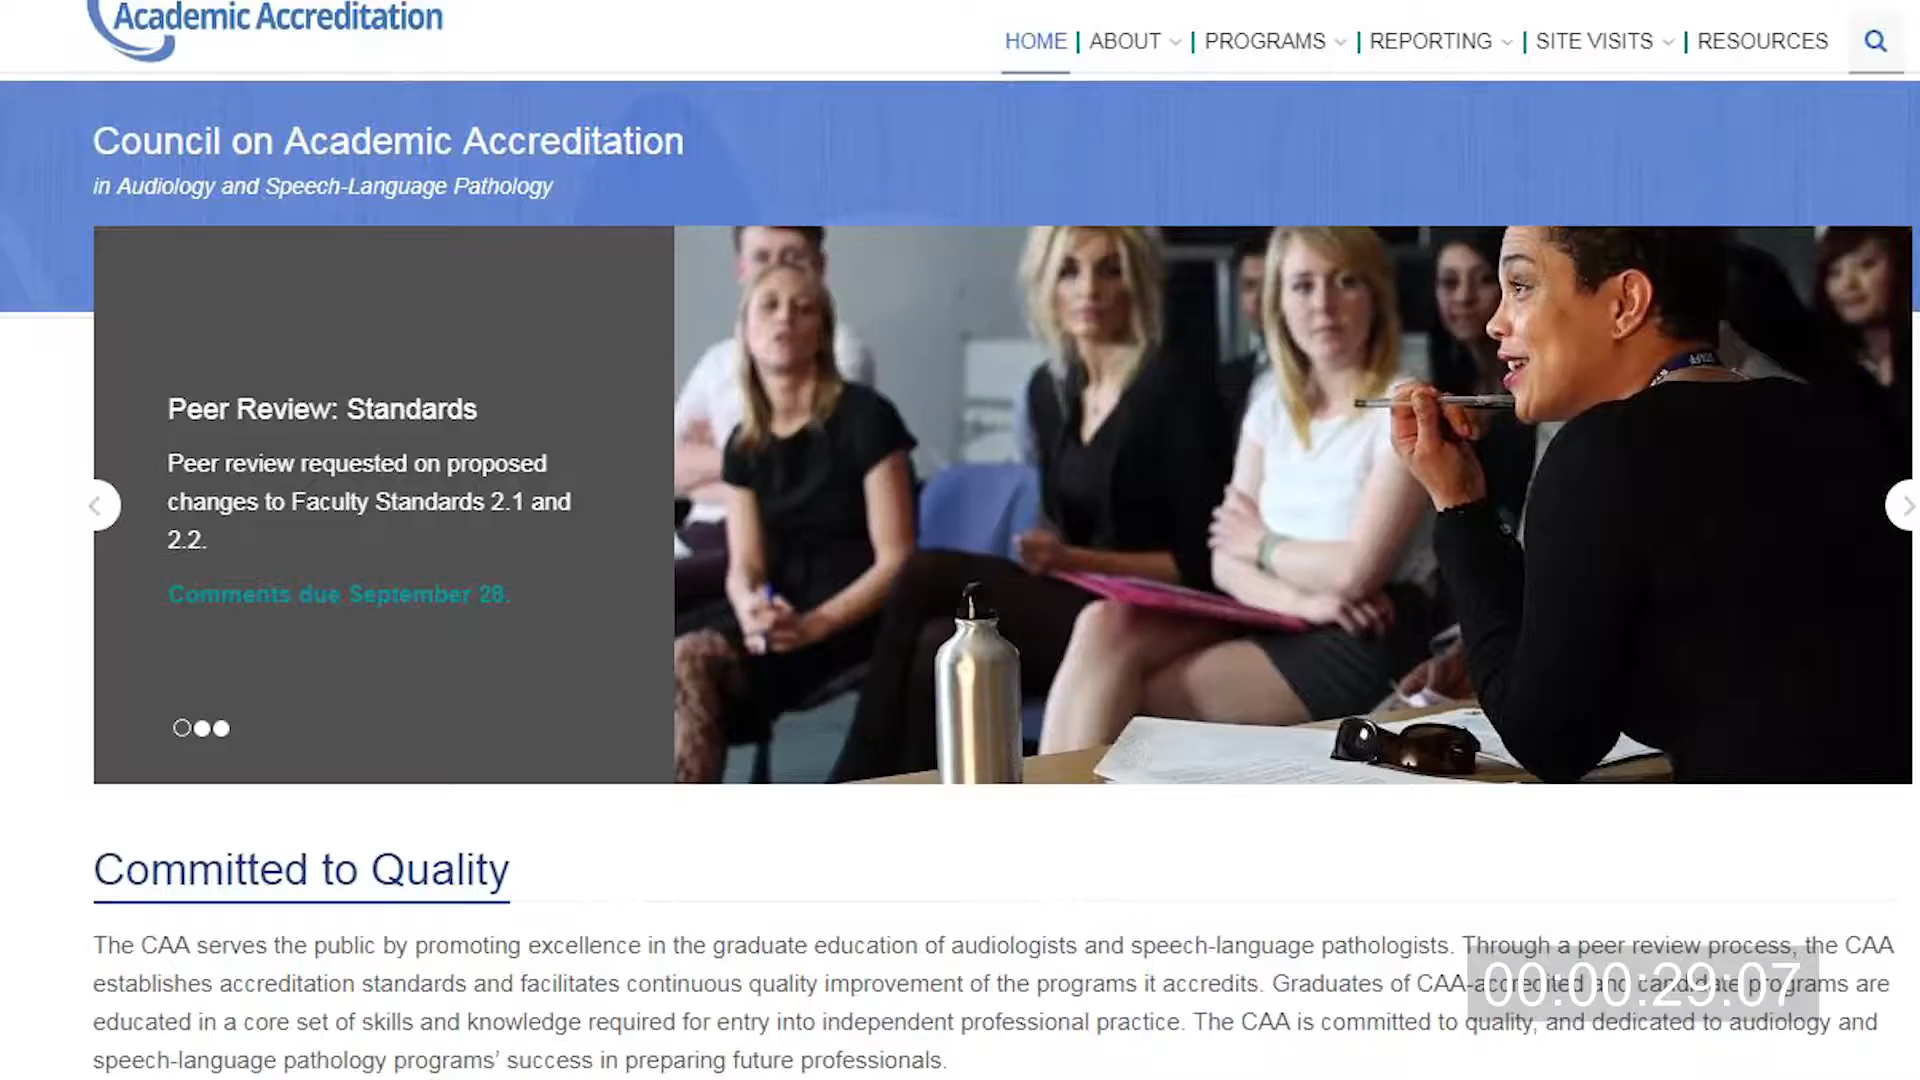 Academic Accreditation
HOME | ABOUT | PROGRAMS | REPORTING | SITE VISITS | RESOURCES
Council on Academic Accreditation
in Audiology and Speech-Language Pathology
Peer Review: Standards
Peer review requested on proposed
changes to Faculty Standards 2.1 and
2.2.
Comments due September 28.
STAFF
Committed to Quality
The CAA serves the public by promoting excellence in the graduate education of audiologists and speech-language pathologists. Through a peer review process, the CAA
establishes accreditation standards and facilitates continuous quality improvement of the programs it accredits. Graduates of CAA-accredited and candidate programs are
educated in a core set of skills and knowledge required for entry into independent professional practice. The CAA is committed to quality, and dedicated to audiology and
speech-language pathology programs’ success in preparing future professionals.
00:00:29:07